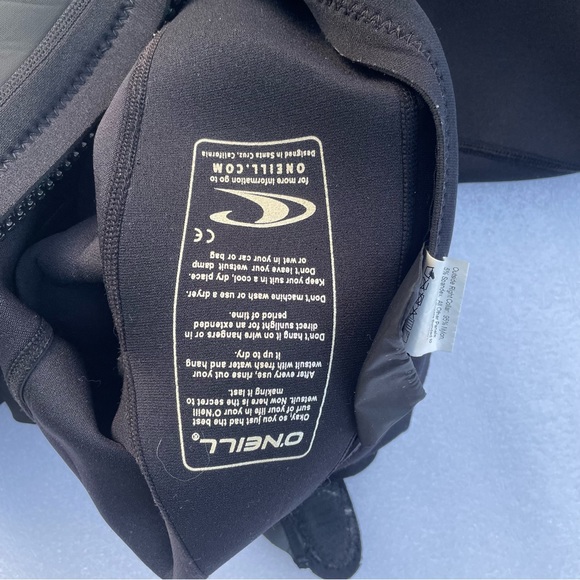 O'NEILL®
Okay, so you just had the best
surf of your life in your O'Neill
wetsuit. Now here is the secret to
making it last.
After every use, rinse out your
wetsuit with fresh water and hang
it up to dry.
Don't hang on wire hangers or in
direct sunlight for an extended
period of time.
Don't machine wash or use a dryer.
Keep your suit in a cool, dry place.
Don't leave your wetsuit damp
or wet in your car or bag
CE
for more information go to
ONEILL.COM
Designed in Santa Cruz, California